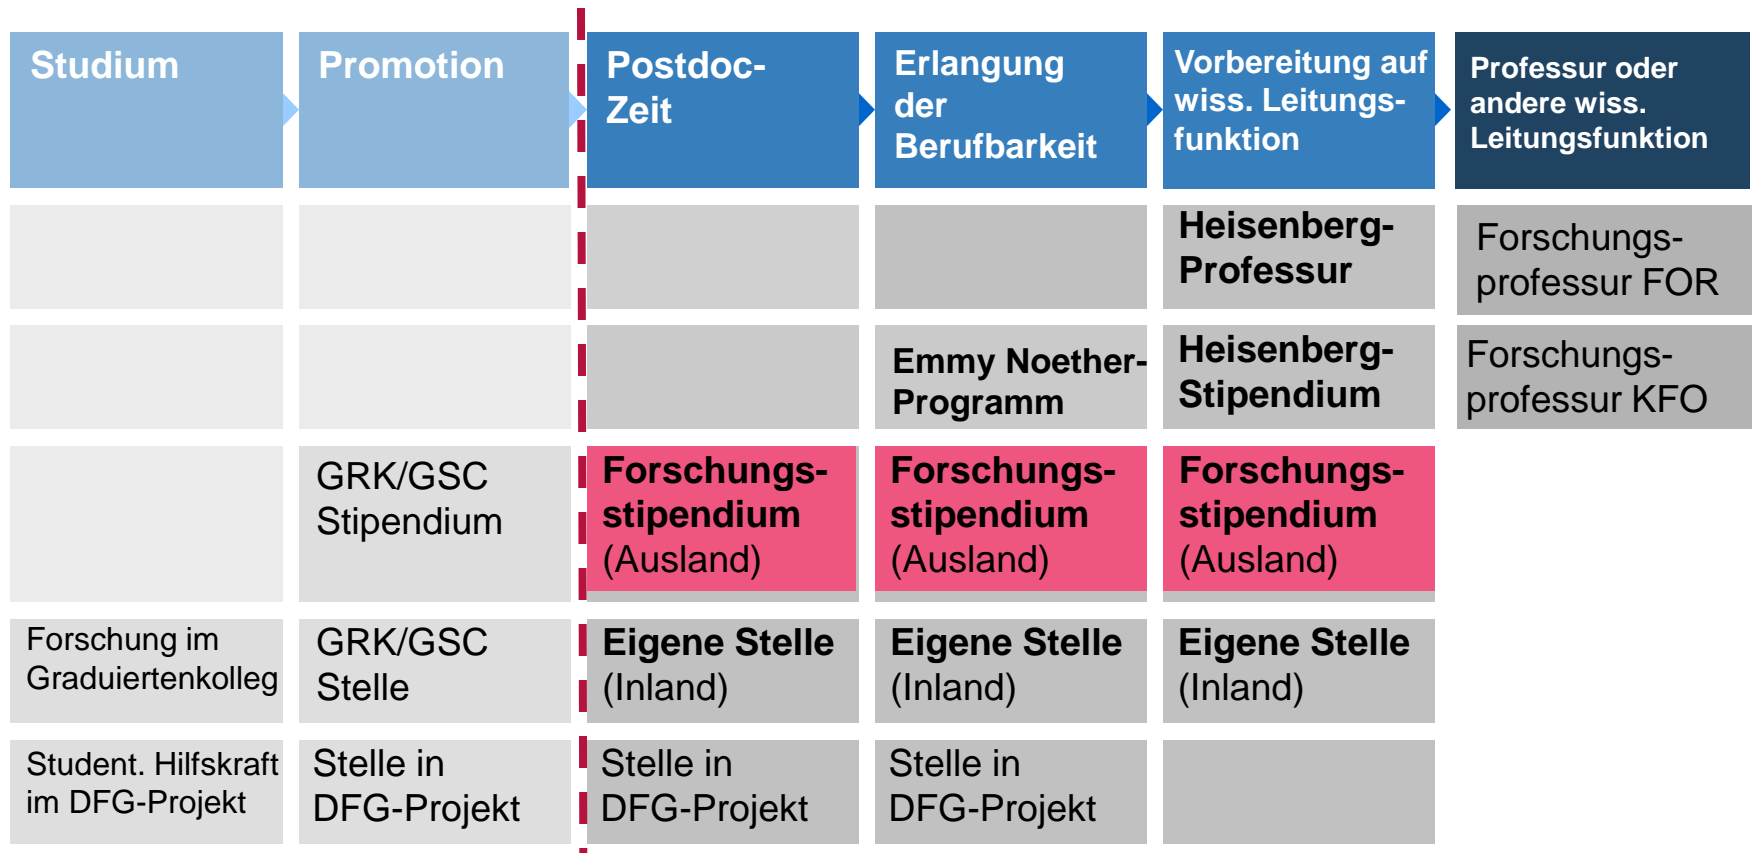 Studium
Promotion
Postdoc-
Zeit
Erlangung
der
Berufbarkeit
Vorbereitung auf
wiss. Leitungs-
funktion
Professur oder
andere wiss.
Leitungsfunktion
Heisenberg-
Professur
Forschungs-
professur FOR
Emmy Noether-
Programm
Heisenberg-
Stipendium
Forschungs-
professur KFO
GRK/GSC
Stipendium
Forschungs-
stipendium
(Ausland)
Forschungs-
stipendium
(Ausland)
Forschungs-
stipendium
(Ausland)
Forschung im
Graduiertenkolleg
GRK/GSC
Stelle
Eigene Stelle
(Inland)
Eigene Stelle
(Inland)
Eigene Stelle
(Inland)
Student. Hilfskraft
im DFG-Projekt
Stelle in
DFG-Projekt
Stelle in
DFG-Projekt
Stelle in
DFG-Projekt